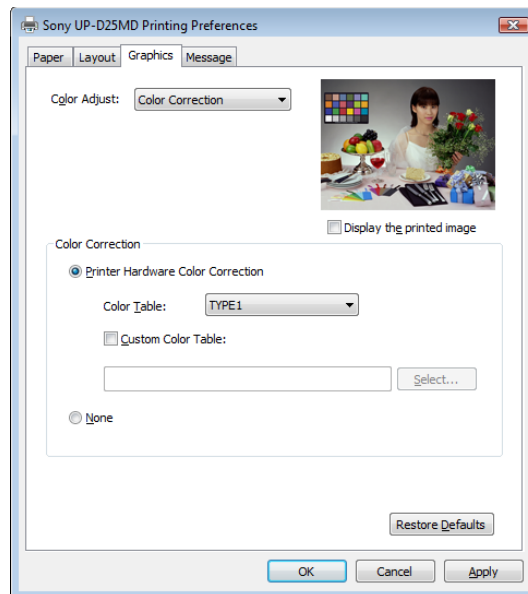 Sony UP-D25MD Printing Preferences
Paper Layout Graphics Message
Color Adjust: Color Correction
Display the printed image
Color Correction
Printer Hardware Color Correction
Color Table: TYPE1
Custom Color Table:
Select...
None
Restore Defaults
OK Cancel Apply